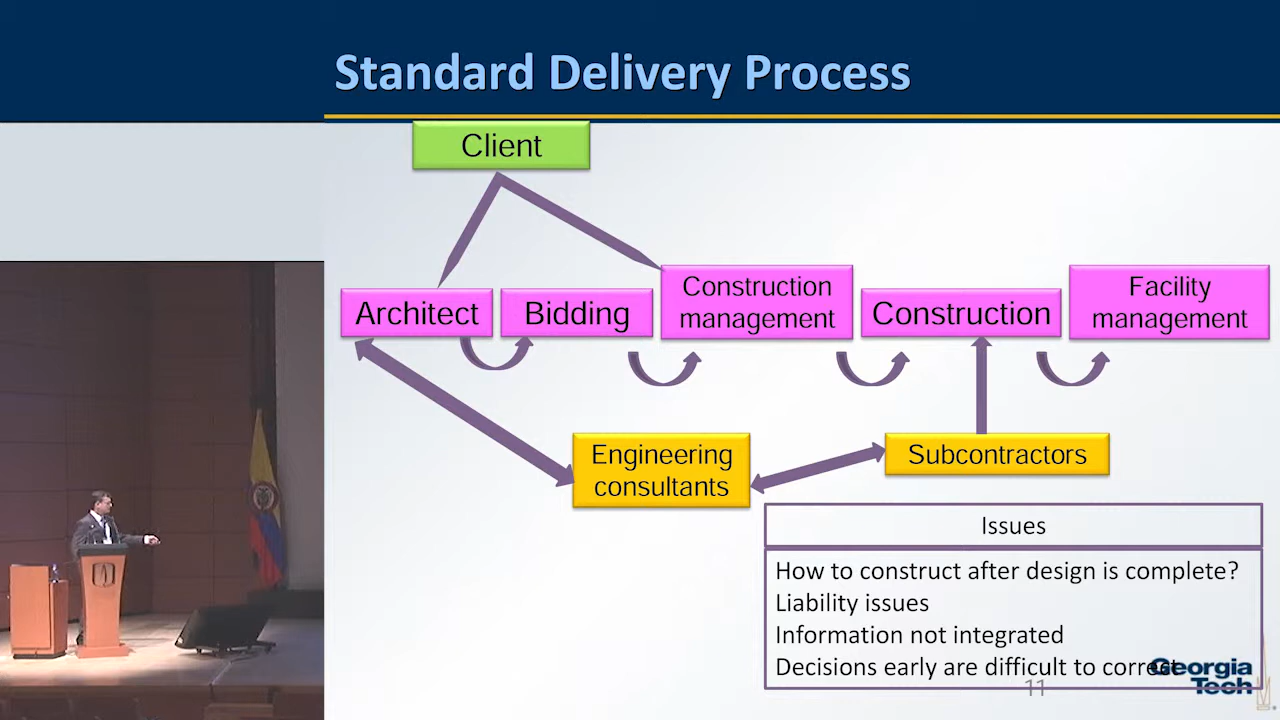 Standard Delivery Process
Client
Architect
Bidding
Construction
management
Construction
Facility
management
Engineering
consultants
Subcontractors
Issues
How to construct after design is complete?
Liability issues
Information not integrated
Decisions early are difficult to correct
Georgia
Tech
11